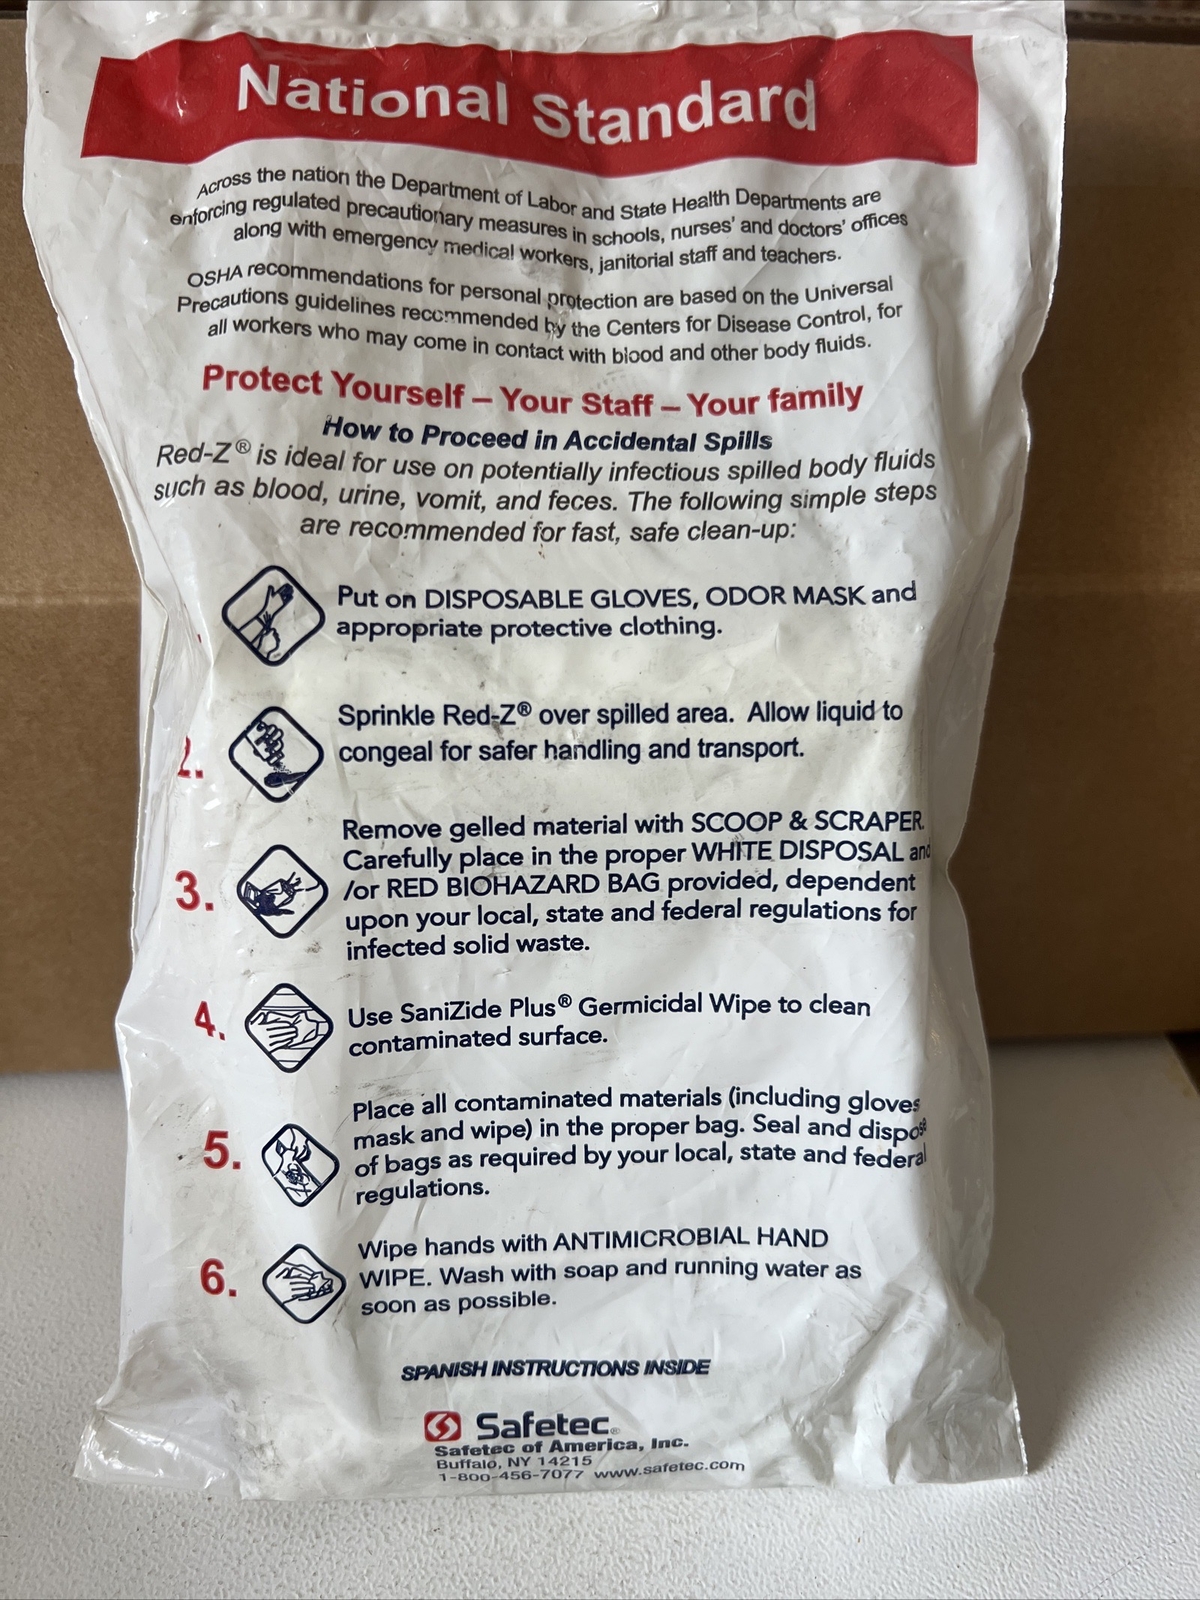 National Standard
Across the nation the Department of Labor and State Health Departments are
enforcing regulated precautionary measures in schools, nurses' and doctors' offices
along with emergency medical workers, janitorial staff and teachers.
OSHA recommendations for personal protection are based on the Universal
Precautions guidelines recommended by the Centers for Disease Control, for
all workers who may come in contact with blood and other body fluids.
Protect Yourself – Your Staff – Your family
How to Proceed in Accidental Spills
Red-Z® is ideal for use on potentially infectious spilled body fluids
such as blood, urine, vomit, and feces. The following simple steps
are recommended for fast, safe clean-up:
Put on DISPOSABLE GLOVES, ODOR MASK and
appropriate protective clothing.
2.
Sprinkle Red-Z® over spilled area. Allow liquid to
congeal for safer handling and transport.
3.
Remove gelled material with SCOOP & SCRAPER.
Carefully place in the proper WHITE DISPOSAL and
/or RED BIOHAZARD BAG provided, dependent
upon your local, state and federal regulations for
infected solid waste.
4.
Use SaniZide Plus® Germicidal Wipe to clean
contaminated surface.
5.
Place all contaminated materials (including gloves
mask and wipe) in the proper bag. Seal and dispose
of bags as required by your local, state and federal
regulations.
6.
Wipe hands with ANTIMICROBIAL HAND
WIPE. Wash with soap and running water as
soon as possible.
SPANISH INSTRUCTIONS INSIDE
Safetec®
Safetec of America, Inc.
Buffalo, NY 14215
1-800-456-7077 www.safetec.com